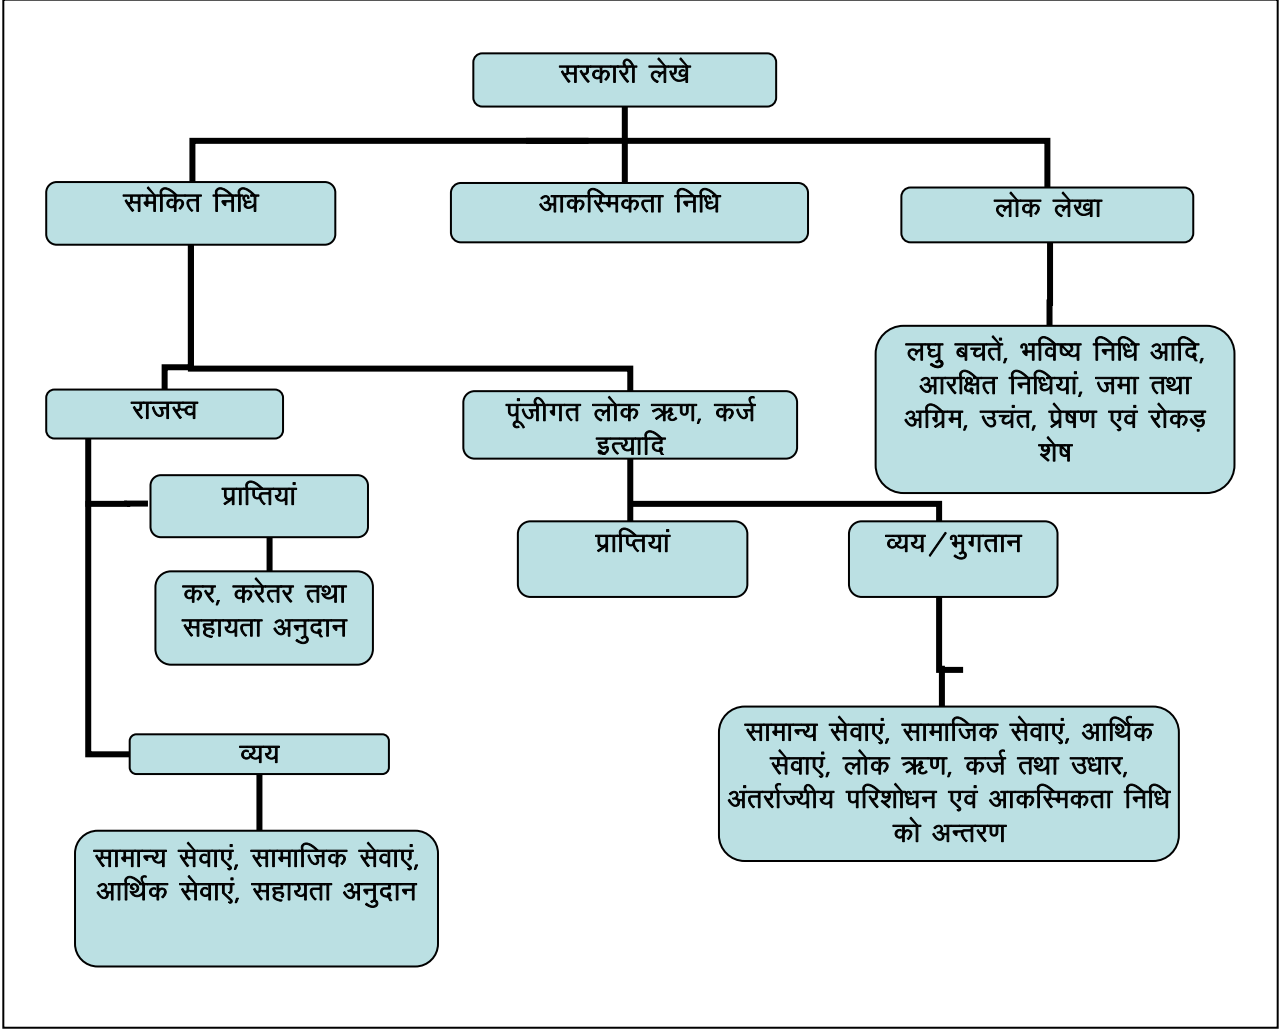 सरकारी लेखे
समेकित निधि
आकस्मिकता निधि
लोक लेखा
लघु बचतें, भविष्य निधि आदि,
आरक्षित निधियां, जमा तथा
अग्रिम, उचंत, प्रेषण एवं रोकड़
शेष
राजस्व
पूंजीगत लोक ऋण, कर्ज
इत्यादि
प्राप्तियां
कर, करेतर तथा
सहायता अनुदान
प्राप्तियां
व्यय/भुगतान
व्यय
सामान्य सेवाएं, सामाजिक सेवाएं,
आर्थिक सेवाएं, सहायता अनुदान
सामान्य सेवाएं, सामाजिक सेवाएं, आर्थिक
सेवाएं, लोक ऋण, कर्ज तथा उधार,
अंतर्राज्यीय परिशोधन एवं आकस्मिकता निधि
को अन्तरण